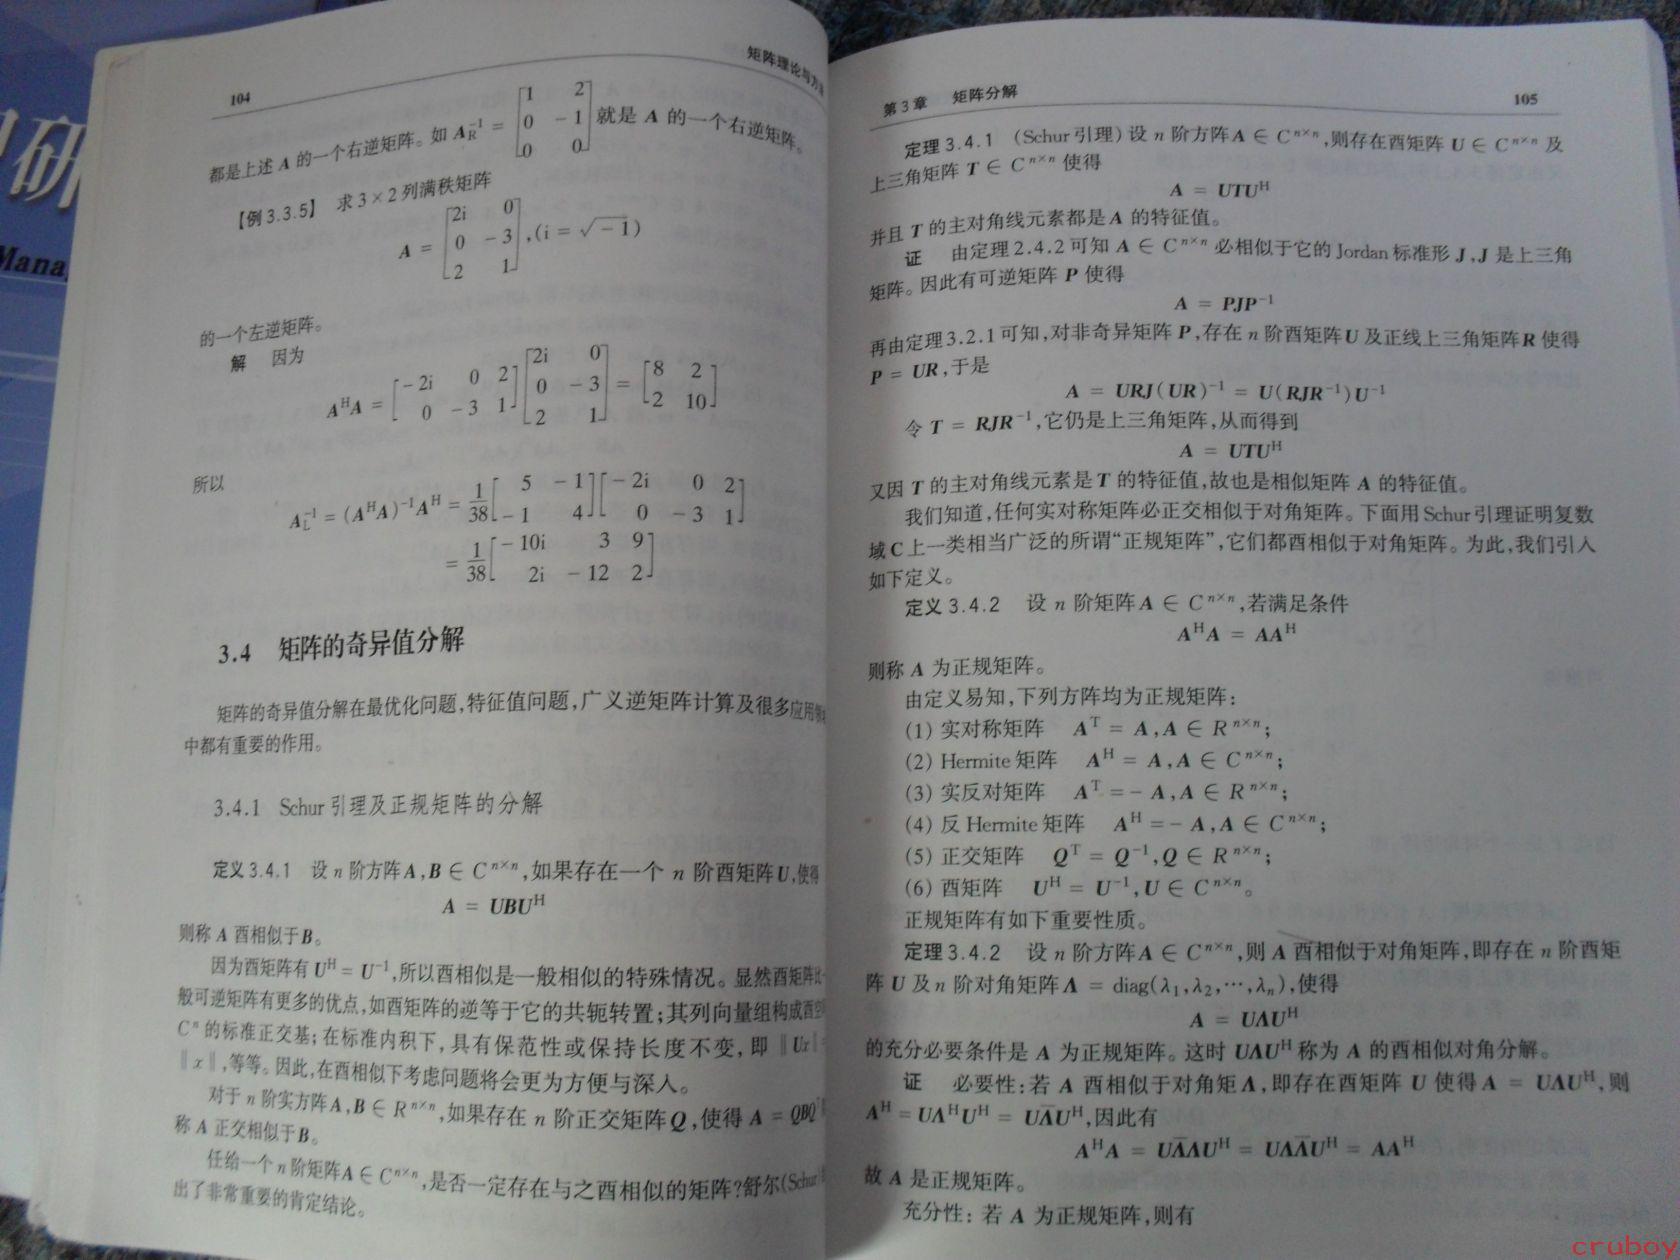 研
Mana
104
矩阵理论与方
都是上述 A 的一个右逆矩阵。如 A_R^{-1} = [1 2; 0 -1; 0 0] 就是 A 的一个右逆矩阵。
【例 3.3.5】 求 3×2 列满秩矩阵
A = [2i 0; 0 -3; 2 1],(i = √-1)
的一个左逆矩阵。
解 因为
A^H A = [-2i 0 2; 0 -3 1][2i 0; 0 -3; 2 1] = [8 2; 2 10]
所以
A_L^{-1} = (A^H A)^{-1}A^H = 1/38[5 -1; -1 4][-2i 0 2; 0 -3 1]
= 1/38[-10i 3 9; 2i -12 2]
3.4 矩阵的奇异值分解
矩阵的奇异值分解在最优化问题,特征值问题,广义逆矩阵计算及很多应用领
中都有重要的作用。
3.4.1 Schur 引理及正规矩阵的分解
定义 3.4.1 设 n 阶方阵 A,B ∈ C^{n×n},如果存在一个 n 阶酉矩阵 U,使得
A = UBU^H
则称 A 酉相似于 B。
因为酉矩阵有 U^H = U^{-1},所以酉相似是一般相似的特殊情况。显然酉矩阵比一
般可逆矩阵有更多的优点,如酉矩阵的逆等于它的共轭转置;其列向量组构成酉空
C^n 的标准正交基;在标准内积下,具有保范性或保持长度不变,即 ‖Ux‖ =
‖x‖,等等。因此,在酉相似下考虑问题将会更为方便与深入。
对于 n 阶实方阵 A,B ∈ R^{n×n},如果存在 n 阶正交矩阵 Q,使得 A = QBQ
称 A 正交相似于 B。
任给一个 n 阶矩阵 A ∈ C^{n×n},是否一定存在与之酉相似的矩阵?舒尔(Schur)
出了非常重要的肯定结论。
第 3 章 矩阵分解
105
定理 3.4.1 (Schur 引理) 设 n 阶方阵 A ∈ C^{n×n},则存在酉矩阵 U ∈ C^{n×n} 及
上三角矩阵 T ∈ C^{n×n} 使得
A = UTU^H
并且 T 的主对角线元素都是 A 的特征值。
证 由定理 2.4.2 可知 A ∈ C^{n×n} 必相似于它的 Jordan 标准形 J,J 是上三角
矩阵。因此有可逆矩阵 P 使得
A = PJP^{-1}
再由定理 3.2.1 可知,对非奇异矩阵 P,存在 n 阶酉矩阵 U 及正线上三角矩阵 R 使得
P = UR,于是
A = URJ(UR)^{-1} = U(RJR^{-1})U^{-1}
令 T = RJR^{-1},它仍是上三角矩阵,从而得到
A = UTU^H
又因 T 的主对角线元素是 T 的特征值,故也是相似矩阵 A 的特征值。
我们知道,任何实对称矩阵必正交相似于对角矩阵。下面用 Schur 引理证明复数
域 C 上一类相当广泛的所谓“正规矩阵”,它们都酉相似于对角矩阵。为此,我们引入
如下定义。
定义 3.4.2 设 n 阶矩阵 A ∈ C^{n×n},若满足条件
A^H A = AA^H
则称 A 为正规矩阵。
由定义易知,下列方阵均为正规矩阵:
(1) 实对称矩阵 A^T = A,A ∈ R^{n×n};
(2) Hermite 矩阵 A^H = A,A ∈ C^{n×n};
(3) 实反对矩阵 A^T = - A,A ∈ R^{n×n};
(4) 反 Hermite 矩阵 A^H = - A,A ∈ C^{n×n};
(5) 正交矩阵 Q^T = Q^{-1},Q ∈ R^{n×n};
(6) 酉矩阵 U^H = U^{-1},U ∈ C^{n×n}。
正规矩阵有如下重要性质。
定理 3.4.2 设 n 阶方阵 A ∈ C^{n×n},则 A 酉相似于对角矩阵,即存在 n 阶酉矩
阵 U 及 n 阶对角矩阵 Λ = diag(λ₁,λ₂,⋯,λₙ),使得
A = UΛU^H
的充分必要条件是 A 为正规矩阵。这时 UΛU^H 称为 A 的酉相似对角分解。
证 必要性:若 A 酉相似于对角矩 Λ,即存在酉矩阵 U 使得 A = UΛU^H,则
A^H = UΛ^H U^H = UΛ̄U^H,因此有
A^H A = UΛ̄ΛU^H = UΛΛ̄U^H = AA^H
故 A 是正规矩阵。
充分性: 若 A 为正规矩阵,则有
cruboy